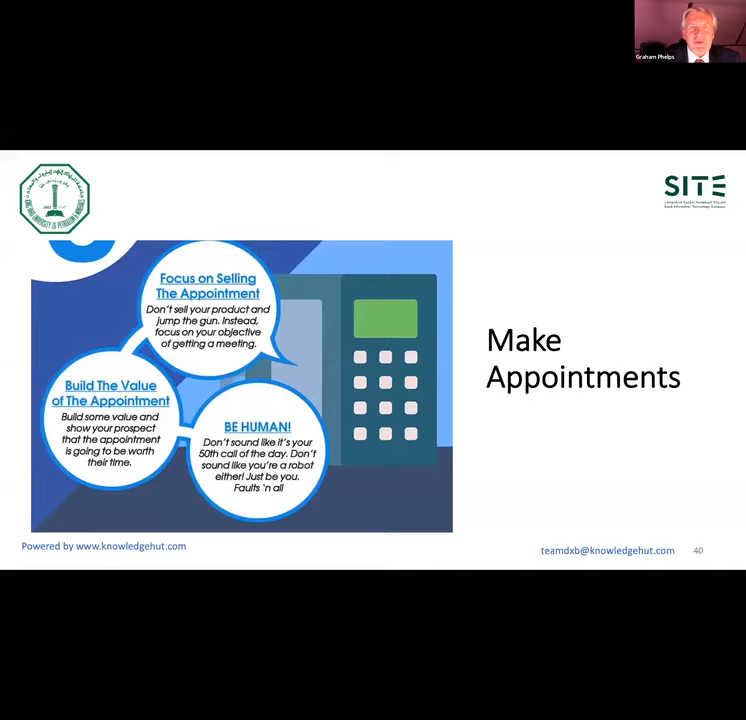 Graham Phelps
SITE
Focus on Selling
The Appointment
Don't sell your product and
jump the gun. Instead,
focus on your objective
of getting a meeting.
Build The Value
of The Appointment
Build some value and
show your prospect
that the appointment
is going to be worth
their time.
BE HUMAN!
Don't sound like it's your
50th call of the day. Don't
sound like you're a robot
either! Just be you.
Faults 'n all
Make
Appointments
Powered by www.knowledgehut.com
teamdxb@knowledgehut.com
40